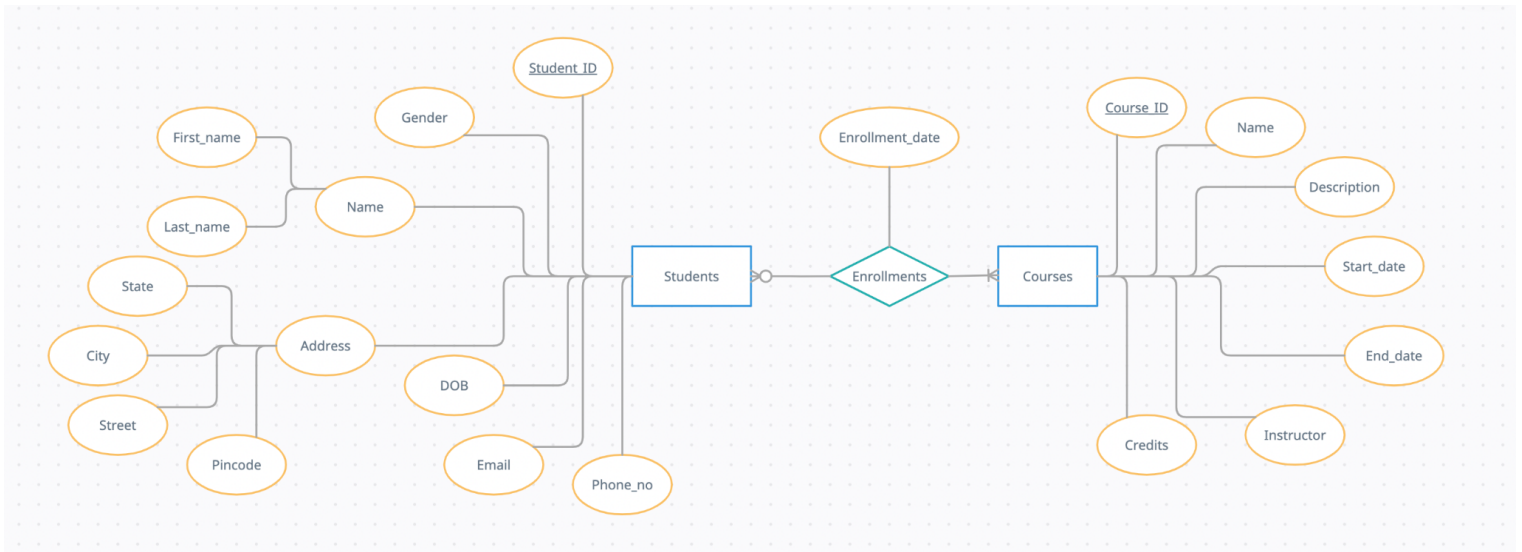 Student_ID
Gender
First_name
Name
Last_name
State
City
Address
Street
Pincode
DOB
Email
Phone_no
Students
Enrollment_date
Enrollments
Courses
Course_ID
Name
Description
Start_date
End_date
Instructor
Credits